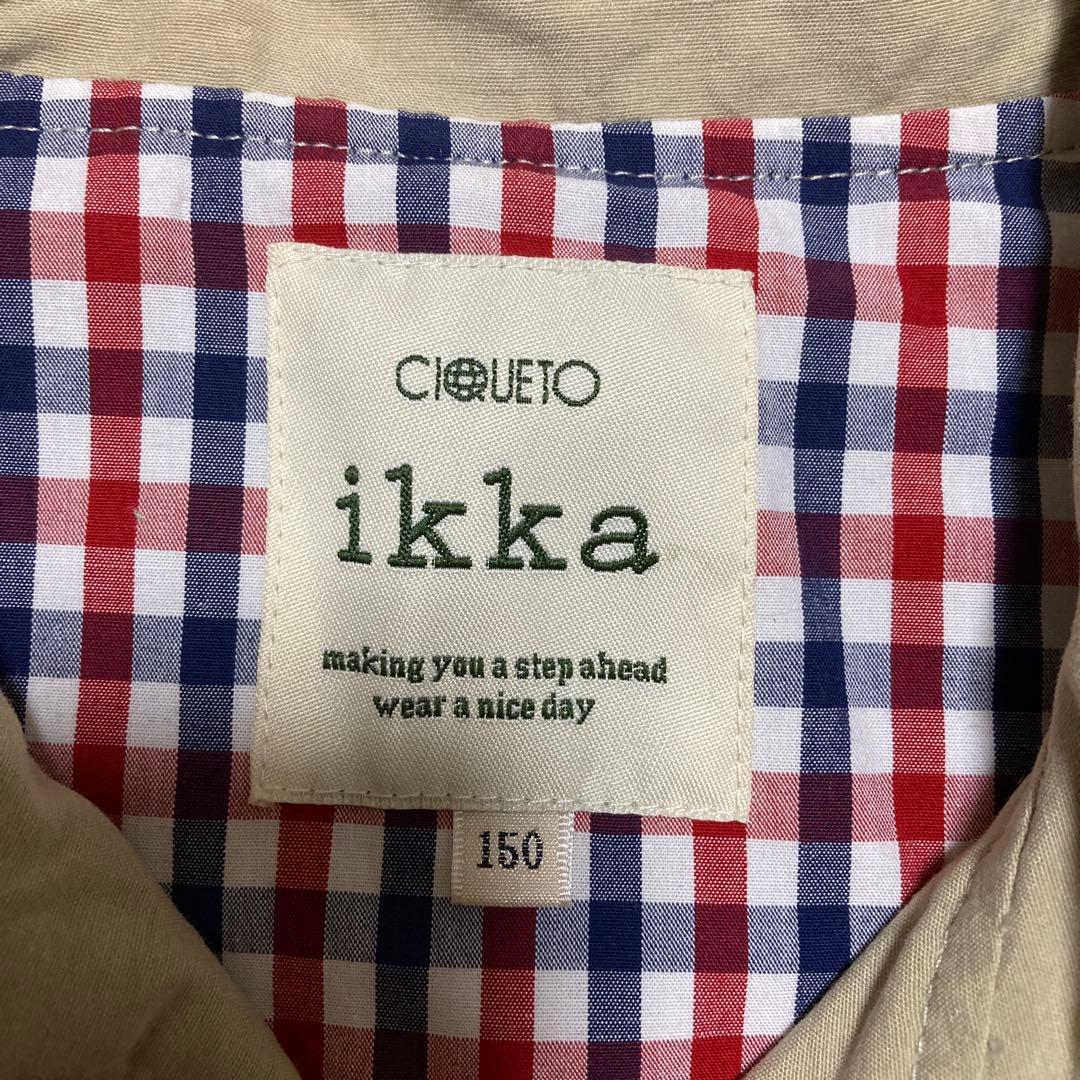 CIQUETO
ikka
making you a step ahead
wear a nice day
150